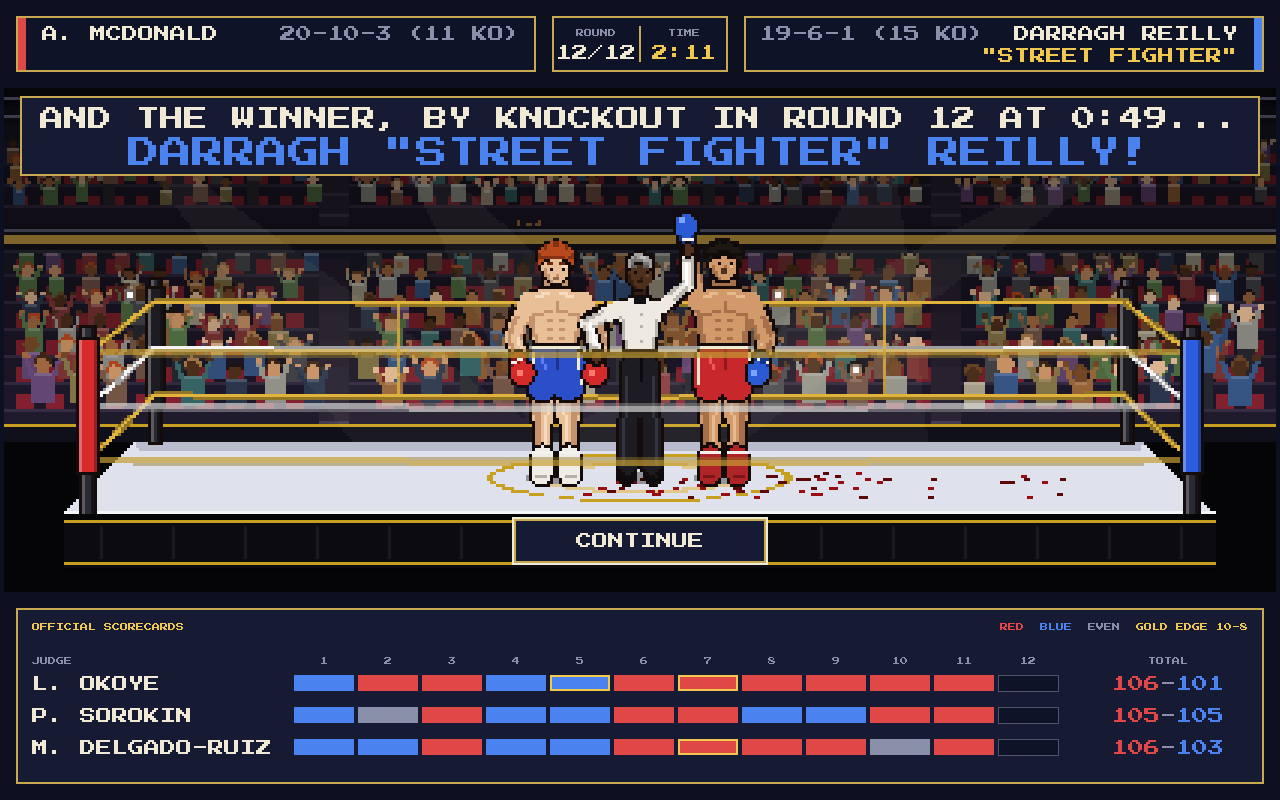 A. MCDONALD 20-10-3 (11 KO)
ROUND TIME
12/12 2:11
19-6-1 (15 KO) DARRAGH REILLY
"STREET FIGHTER"
AND THE WINNER, BY KNOCKOUT IN ROUND 12 AT 0:49...
DARRAGH "STREET FIGHTER" REILLY!
CONTINUE
OFFICIAL SCORECARDS RED BLUE EVEN GOLD EDGE 10-8
JUDGE 1 2 3 4 5 6 7 8 9 10 11 12 TOTAL
L. OKOYE 106-101
P. SOROKIN 105-105
M. DELGADO-RUIZ 106-103